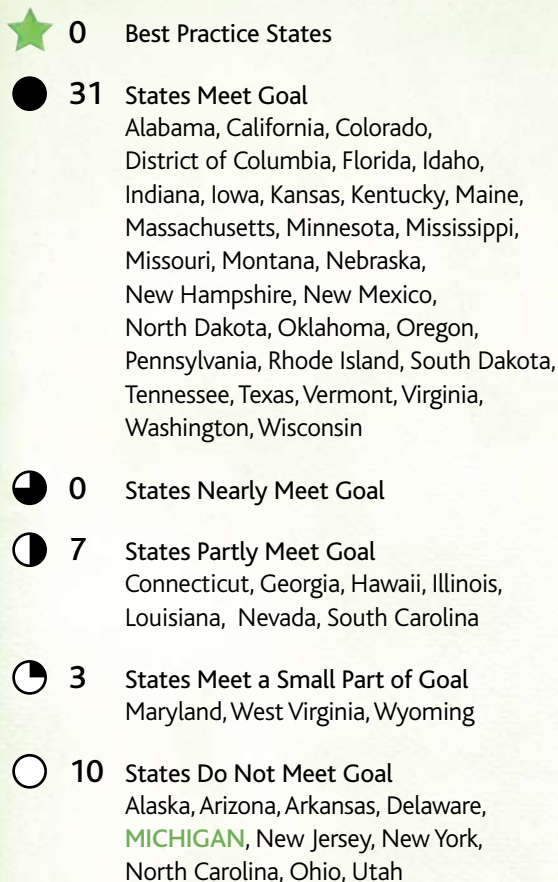 0 Best Practice States
31 States Meet Goal
Alabama, California, Colorado,
District of Columbia, Florida, Idaho,
Indiana, Iowa, Kansas, Kentucky, Maine,
Massachusetts, Minnesota, Mississippi,
Missouri, Montana, Nebraska,
New Hampshire, New Mexico,
North Dakota, Oklahoma, Oregon,
Pennsylvania, Rhode Island, South Dakota,
Tennessee, Texas, Vermont, Virginia,
Washington, Wisconsin
0 States Nearly Meet Goal
7 States Partly Meet Goal
Connecticut, Georgia, Hawaii, Illinois,
Louisiana, Nevada, South Carolina
3 States Meet a Small Part of Goal
Maryland, West Virginia, Wyoming
10 States Do Not Meet Goal
Alaska, Arizona, Arkansas, Delaware,
MICHIGAN, New Jersey, New York,
North Carolina, Ohio, Utah